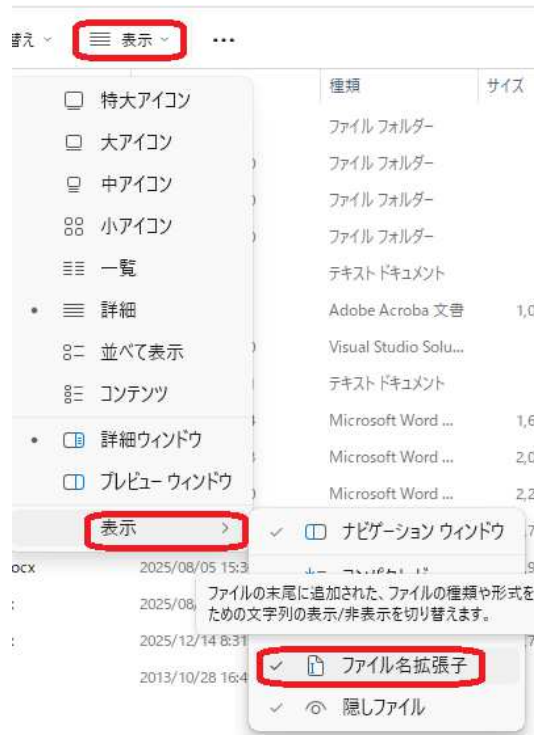 替え 表示 ...
種類 サイズ
特大アイコン
ファイル フォルダー
大アイコン
ファイル フォルダー
中アイコン
ファイル フォルダー
小アイコン
ファイル フォルダー
一覧
テキスト ドキュメント
詳細
Adobe Acroba 文書 1,0
並べて表示
Visual Studio Solu...
コンテンツ
テキスト ドキュメント
Microsoft Word ... 1,6
詳細ウィンドウ
Microsoft Word ... 2,0
プレビュー ウィンドウ
Microsoft Word ... 2,2
表示
ナビゲーション ウィンドウ
ocx 2025/08/05 15:3
ファイルの末尾に追加された、ファイルの種類や形式を
2025/08/
ための文字列の表示/非表示を切り替えます。
2025/12/14 8:31
ファイル名拡張子
2013/10/28 16:4
隠しファイル